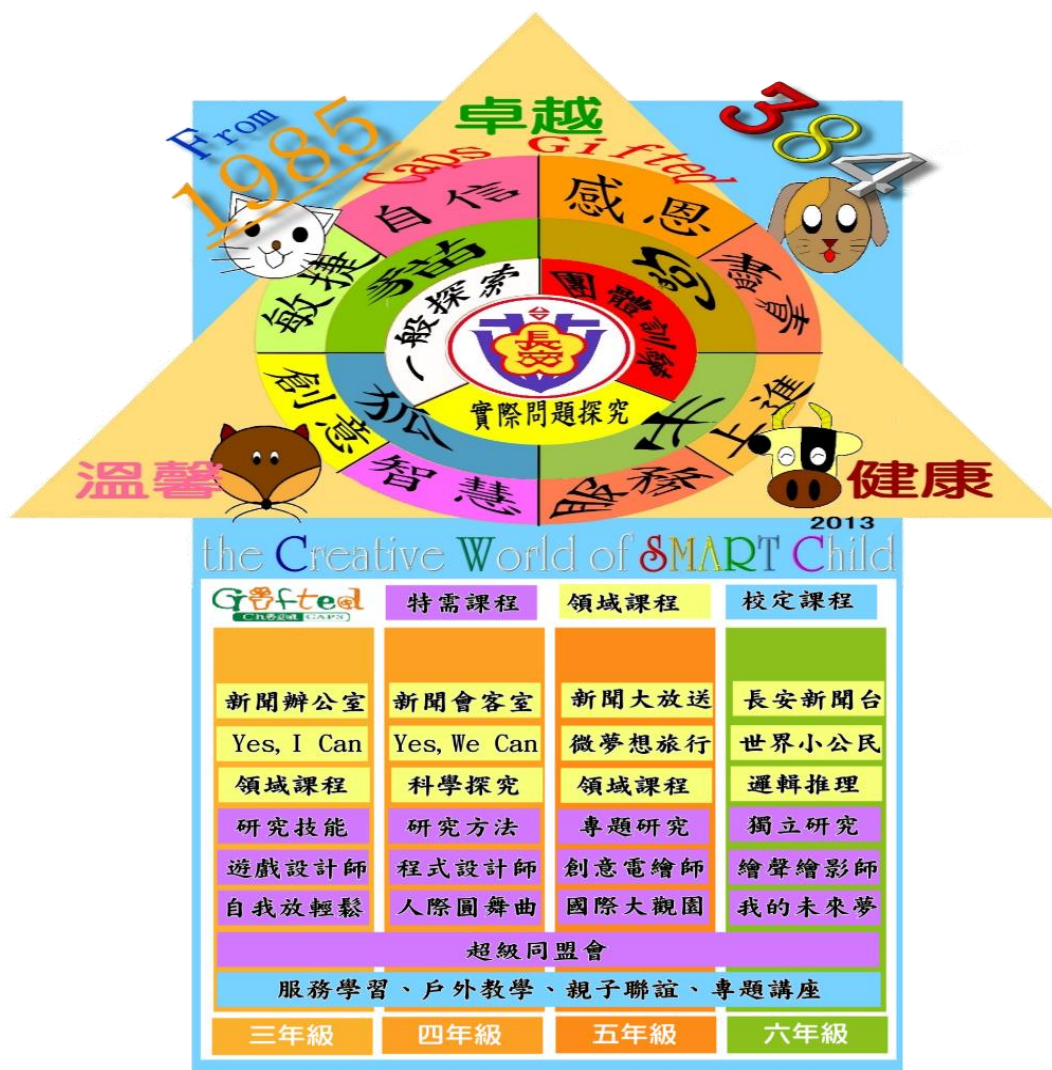 From
1985
384
卓越
Caps Gifted
自信
感恩
敏捷
盡責
貓
狗
一般探索
團體訓練
長安
實際問題探究
創意
上進
狐
牛
智慧
服務
溫馨
健康
2013
the Creative World of SMART Child
Gifted 特需課程 領域課程 校定課程
Child CAPS
新聞辦公室 新聞會客室 新聞大放送 長安新聞台
Yes, I Can Yes, We Can 微夢想旅行 世界小公民
領域課程 科學探究 領域課程 邏輯推理
研究技能 研究方法 專題研究 獨立研究
遊戲設計師 程式設計師 創意電繪師 繪聲繪影師
自我放輕鬆 人際圓舞曲 國際大觀園 我的未來夢
超級同盟會
服務學習、戶外教學、親子聯誼、專題講座
三年級 四年級 五年級 六年級